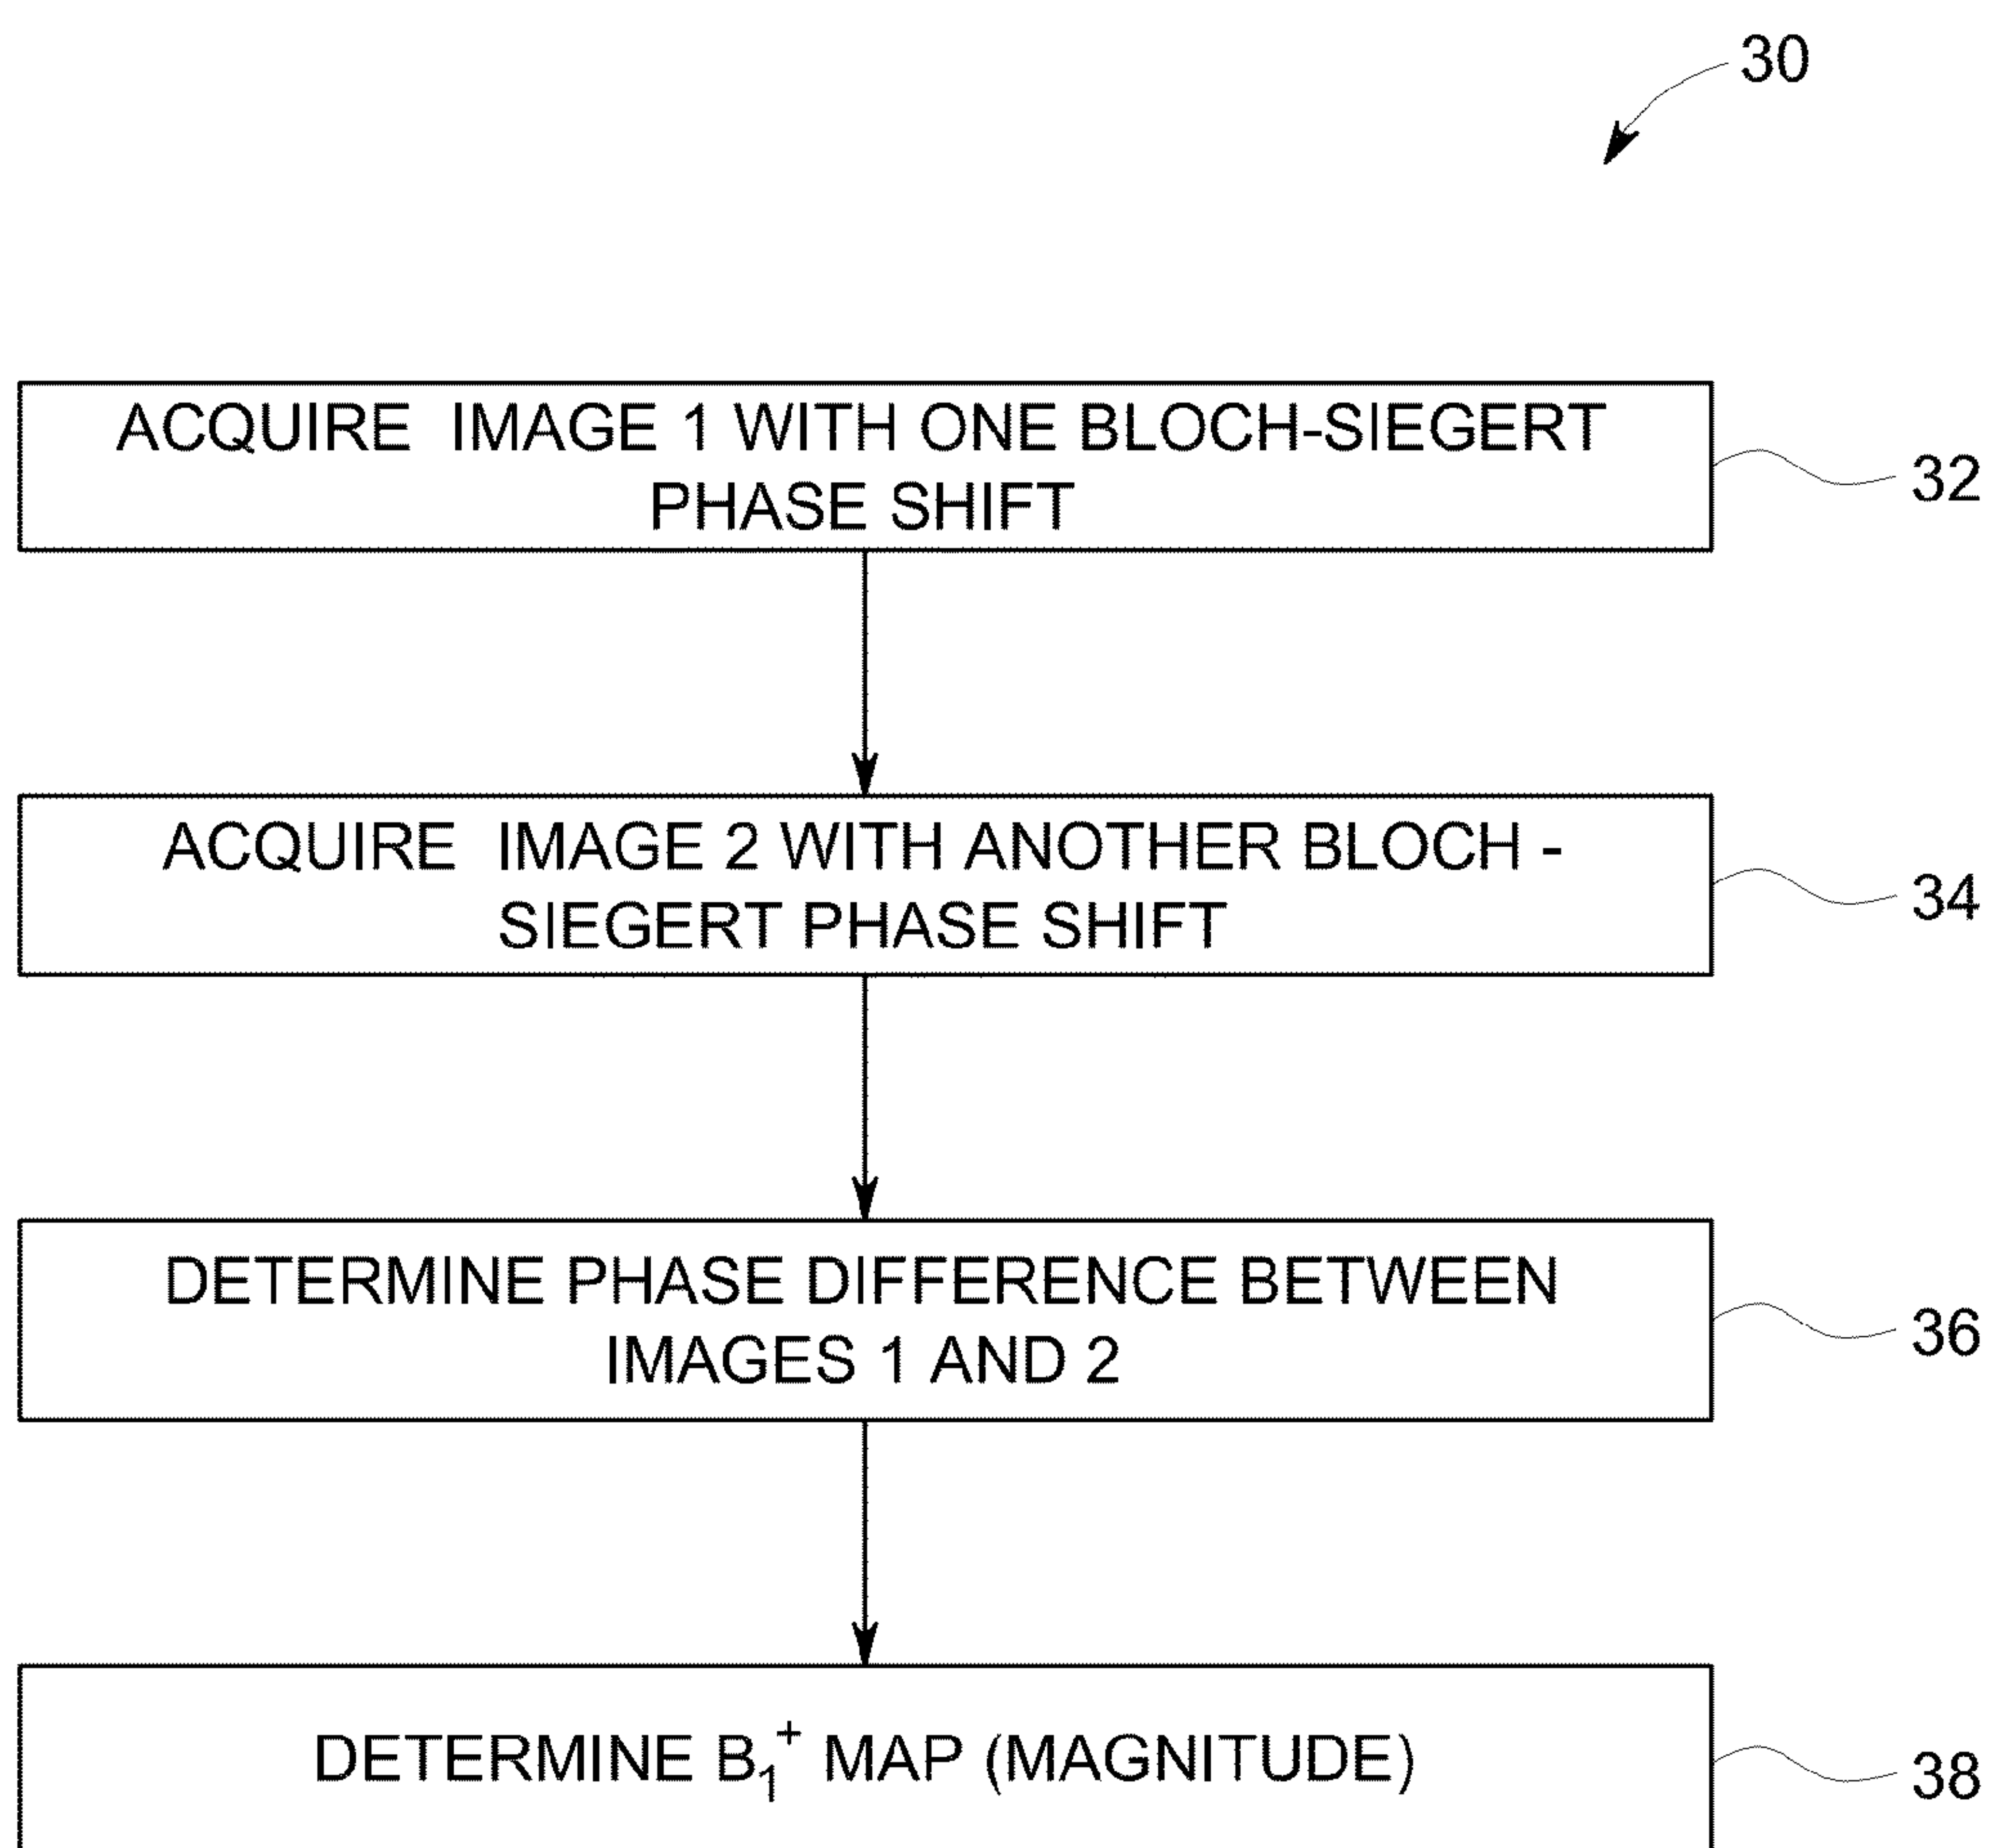 30
ACQUIRE IMAGE 1 WITH ONE BLOCH-SIEGERT
PHASE SHIFT
32
ACQUIRE IMAGE 2 WITH ANOTHER BLOCH -
SIEGERT PHASE SHIFT
34
DETERMINE PHASE DIFFERENCE BETWEEN
IMAGES 1 AND 2
36
DETERMINE B₁⁺ MAP (MAGNITUDE)
38